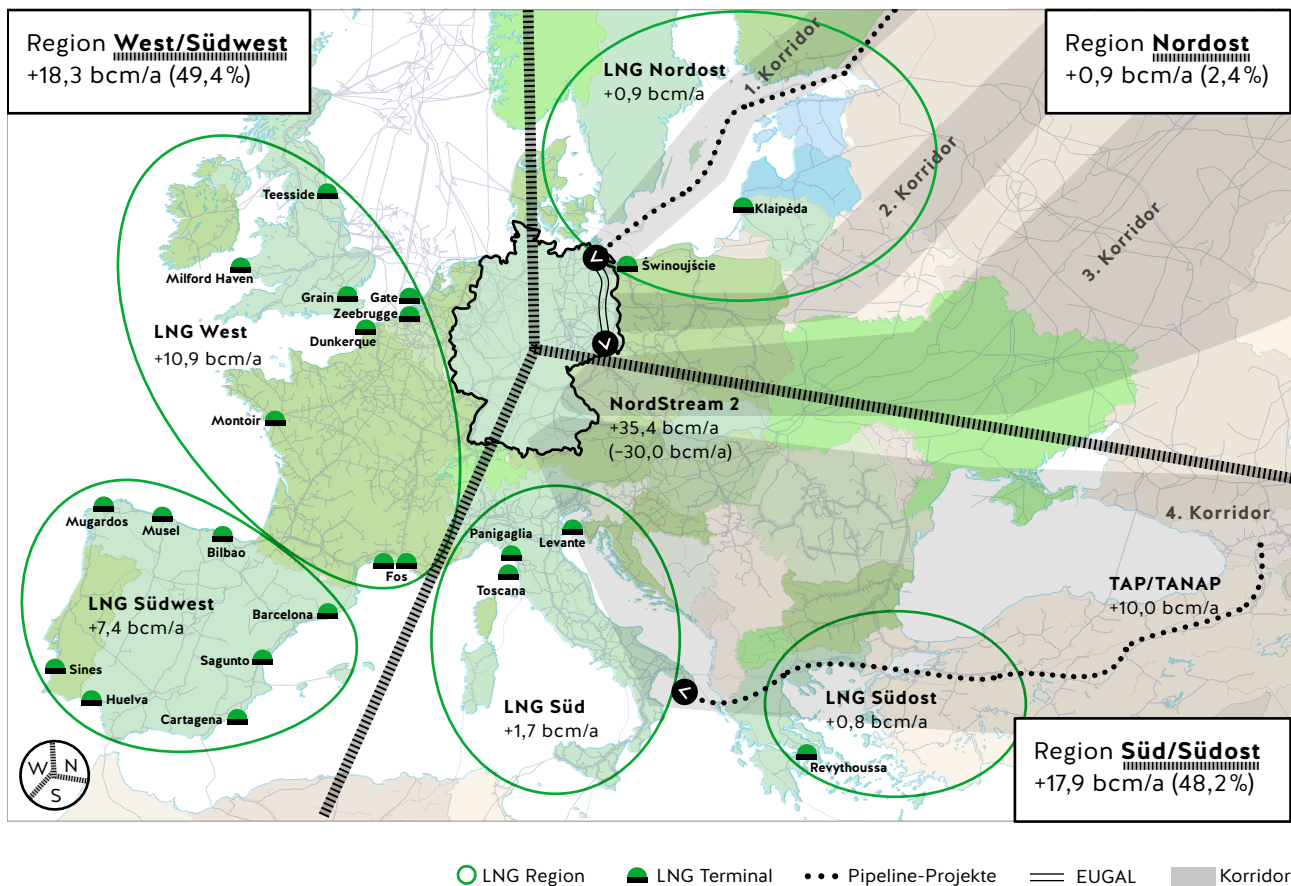 Region West/Südwest
+18,3 bcm/a (49,4%)
Region Nordost
+0,9 bcm/a (2,4%)
LNG Nordost
+0,9 bcm/a
1. Korridor
2. Korridor
3. Korridor
Teesside
Klaipėda
Milford Haven
Świnoujście
Grain
Gate
Zeebrugge
LNG West
+10,9 bcm/a
Dunkerque
NordStream 2
+35,4 bcm/a
(−30,0 bcm/a)
Montoir
4. Korridor
Mugardos
Musel
Bilbao
Panigaglia
Levante
Fos
Toscana
TAP/TANAP
+10,0 bcm/a
LNG Südwest
+7,4 bcm/a
Barcelona
Sagunto
Sines
Huelva
Cartagena
LNG Süd
+1,7 bcm/a
LNG Südost
+0,8 bcm/a
Revythoussa
Region Süd/Südost
+17,9 bcm/a (48,2%)
W N
S
LNG Region
LNG Terminal
Pipeline-Projekte
EUGAL
Korridor